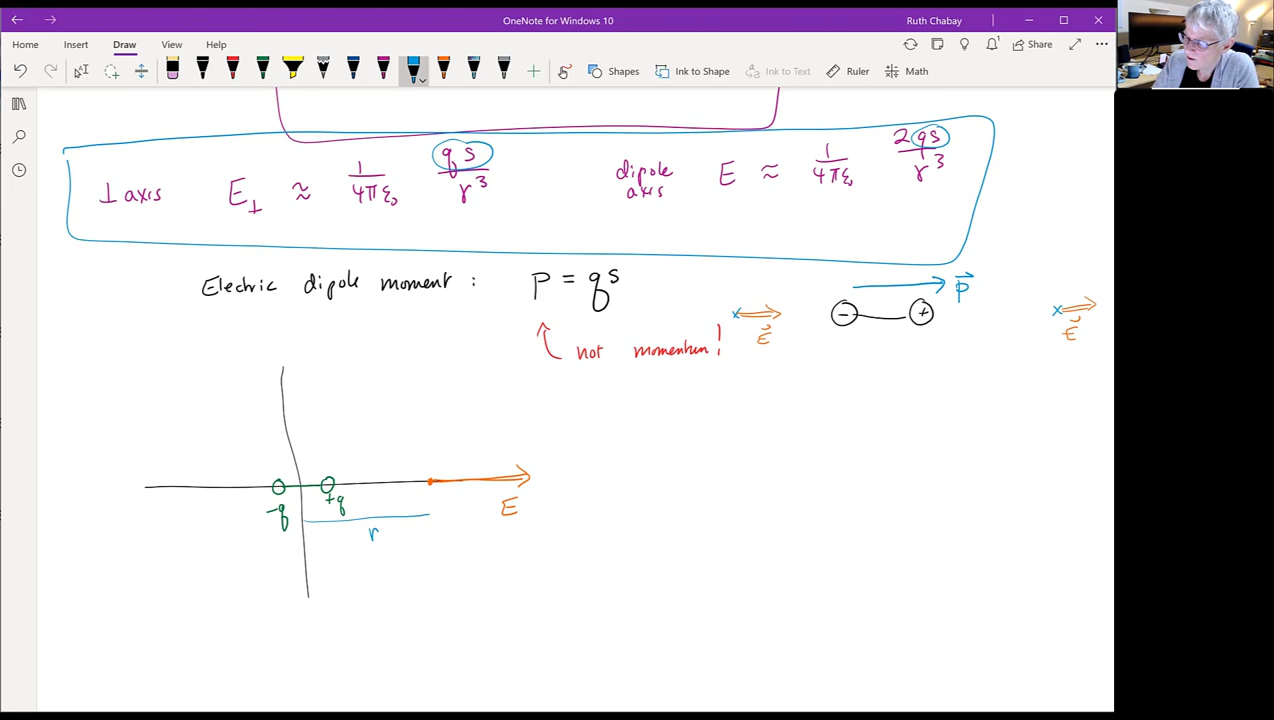 OneNote for Windows 10
Ruth Chabay
Home Insert Draw View Help
Share
Shapes Ink to Shape Ink to Text Ruler Math
⊥ axis E⊥ ≈ 1/4πε₀ qs/r³
dipole axis E ≈ 1/4πε₀ 2qs/r³
Electric dipole moment : p = qs
not momentum!
E⃗
- +
p⃗
E⃗
-q +q
r
E